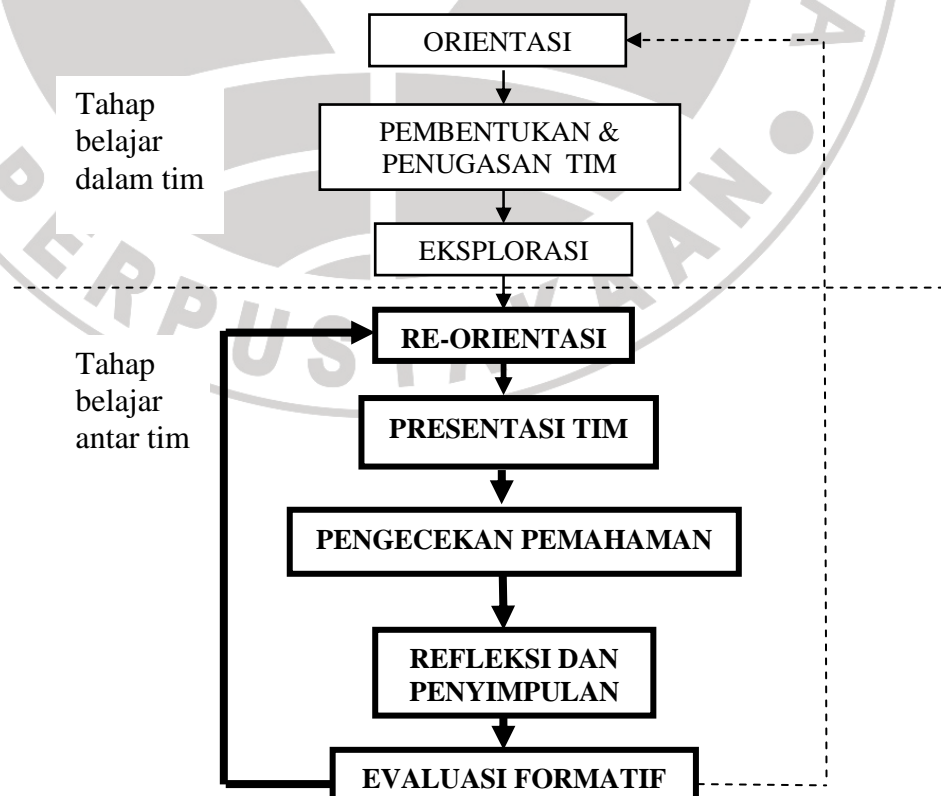 ORIENTASI
Tahap
belajar
dalam tim
PEMBENTUKAN &
PENUGASAN TIM
EKSPLORASI
PERPUSTAKAAN
RE-ORIENTASI
Tahap
belajar
antar tim
PRESENTASI TIM
PENGECEKAN PEMAHAMAN
REFLEKSI DAN
PENYIMPULAN
EVALUASI FORMATIF